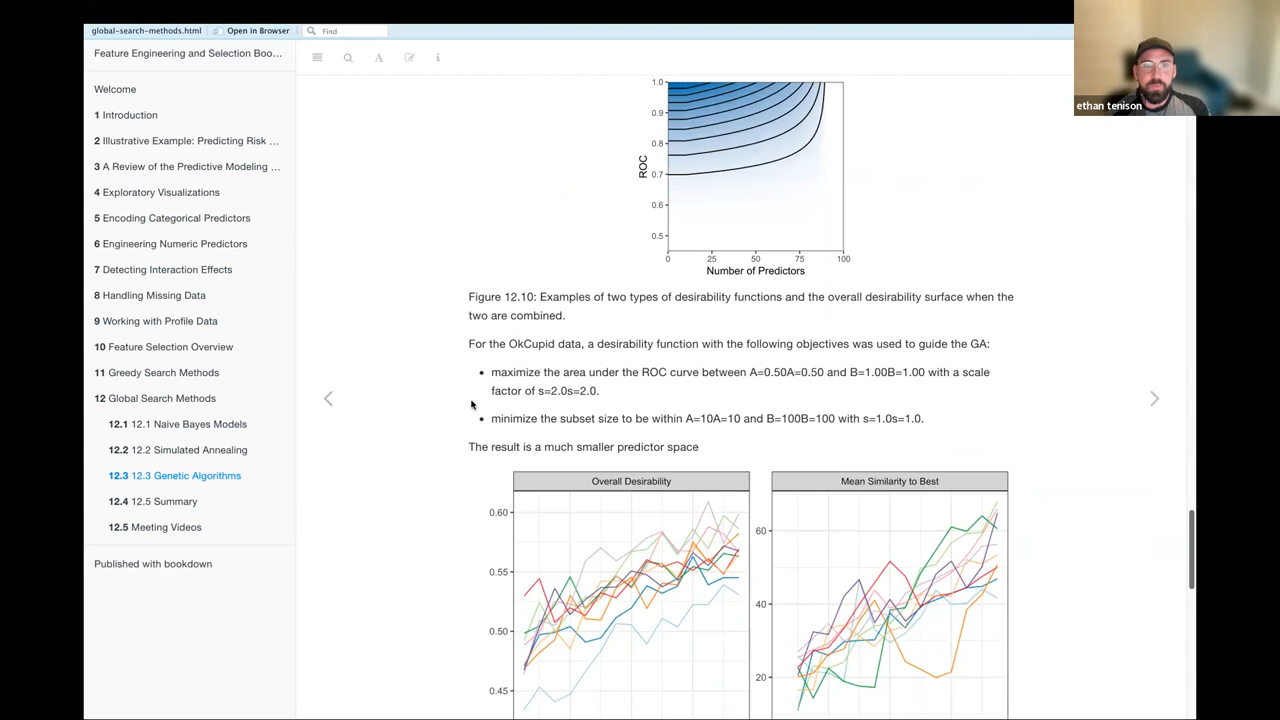 global-search-methods.html
Open in Browser
Find
Feature Engineering and Selection Boo…
Welcome
1 Introduction
2 Illustrative Example: Predicting Risk …
3 A Review of the Predictive Modeling …
4 Exploratory Visualizations
5 Encoding Categorical Predictors
6 Engineering Numeric Predictors
7 Detecting Interaction Effects
8 Handling Missing Data
9 Working with Profile Data
10 Feature Selection Overview
11 Greedy Search Methods
12 Global Search Methods
12.1 12.1 Naive Bayes Models
12.2 12.2 Simulated Annealing
12.3 12.3 Genetic Algorithms
12.4 12.5 Summary
12.5 Meeting Videos
Published with bookdown
A
i
ROC
1.0
0.9
0.8
0.7
0.6
0.5
0 25 50 75 100
Number of Predictors
Figure 12.10: Examples of two types of desirability functions and the overall desirability surface when the
two are combined.
For the OkCupid data, a desirability function with the following objectives was used to guide the GA:
• maximize the area under the ROC curve between A=0.50A=0.50 and B=1.00B=1.00 with a scale
factor of s=2.0s=2.0.
• minimize the subset size to be within A=10A=10 and B=100B=100 with s=1.0s=1.0.
The result is a much smaller predictor space
Overall Desirability
0.60
0.55
0.50
0.45
Mean Similarity to Best
60
40
20
ethan tenison